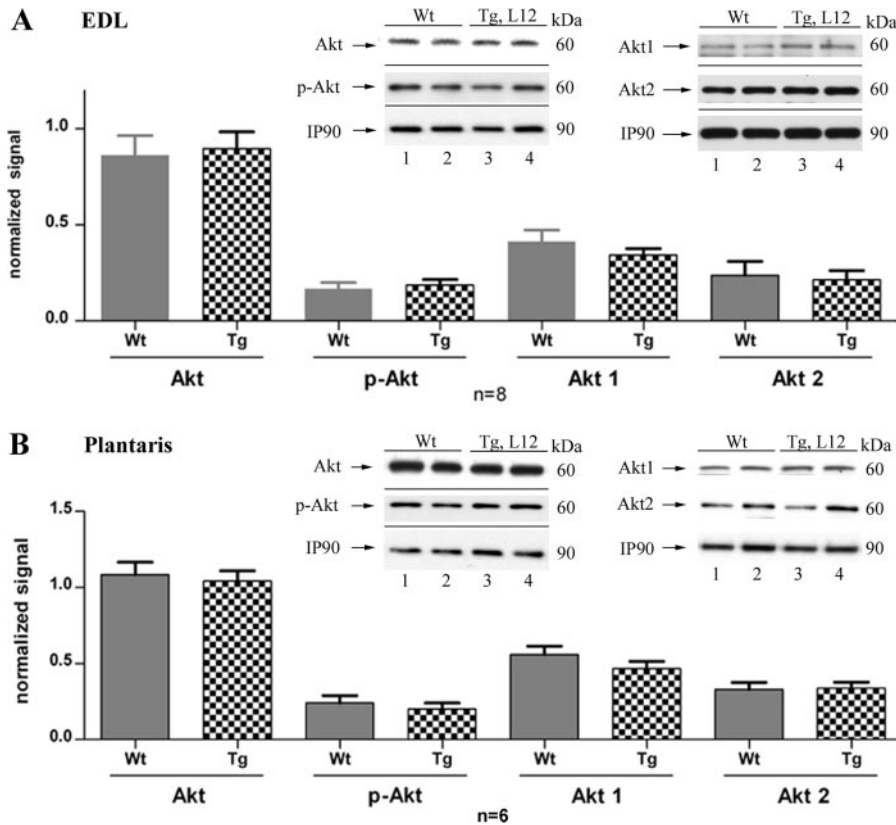 A EDL
Wt Tg, L12 kDa
Akt 60
p-Akt 60
IP90 90
1 2 3 4
Wt Tg, L12 kDa
Akt1 60
Akt2 60
IP90 90
1 2 3 4
normalized signal
1.0
0.5
0.0
Wt Tg Wt Tg Wt Tg Wt Tg
Akt p-Akt Akt 1 Akt 2
n=8
B Plantaris
Wt Tg, L12 kDa
Akt 60
p-Akt 60
IP90 90
1 2 3 4
Wt Tg, L12 kDa
Akt1 60
Akt2 60
IP90 90
1 2 3 4
normalized signal
1.5
1.0
0.5
0.0
Wt Tg Wt Tg Wt Tg Wt Tg
Akt p-Akt Akt 1 Akt 2
n=6